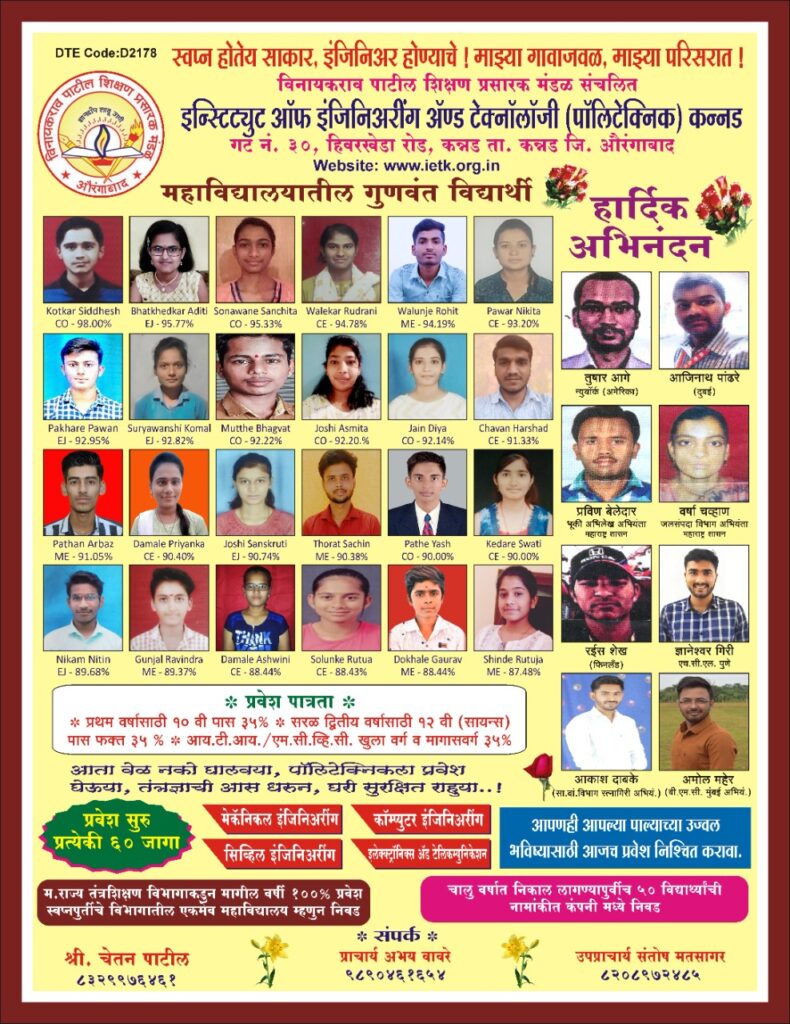 DTE Code:D2178
स्वप्न होतेय साकार, इंजिनिअर होण्याचे ! माझ्या गावाजवळ, माझ्या परिसरात !
विनायकराव पाटील शिक्षण प्रसारक मंडळ संचलित
इन्स्टिट्युट ऑफ इंजिनिअरींग ॲण्ड टेक्नॉलॉजी (पॉलिटेक्निक) कन्नड
गट नं. ३०, हिवरखेडा रोड, कन्नड ता. कन्नड जि. औरंगाबाद
Website: www.ietk.org.in
विनायकराव पाटील शिक्षण प्रसारक मंडळ
औरंगाबाद
महाविद्यालयातील गुणवंत विद्यार्थी
हार्दिक
अभिनंदन
Kotkar Siddhesh Bhatkhedkar Aditi Sonawane Sanchita Walekar Rudrani Walunje Rohit Pawar Nikita
CO - 98.00% EJ - 95.77% CO - 95.33% CE - 94.78% ME - 94.19% CE - 93.20%
Pakhare Pawan Suryawanshi Komal Mutthe Bhagvat Joshi Asmita Jain Diya Chavan Harshad
EJ - 92.95% EJ - 92.82% CO - 92.22% CO - 92.20.% CO - 92.14% CE - 91.33%
Pathan Arbaz Damale Priyanka Joshi Sanskruti Thorat Sachin Pathe Yash Kedare Swati
ME - 91.05% CE - 90.40% EJ - 90.74% ME - 90.38% CO - 90.00% CE - 90.00%
Nikam Nitin Gunjal Ravindra Damale Ashwini Solunke Rutua Dokhale Gaurav Shinde Rutuja
EJ - 89.68% ME - 89.37% CE - 88.44% CE - 88.43% ME - 88.44% ME - 87.48%
तुषार आगे आजिनाथ पांढरे
न्युयॉर्क (अमेरिका) (दुबई)
प्रविण बेलेदार वर्षा चव्हाण
भूकी अभिलेख अभियंता जलसंपदा विभाग अभियंता
महाराष्ट्र शासन महाराष्ट्र शासन
रईस शेख ज्ञानेश्वर गिरी
(फिनलँड) एच.सी.एल. पुणे
आकाश दाबके अमोल महेर
(सा.बां.विभाग रत्नागिरी अभियं.) (बी.एम.सी. मुंबई अभियं.)
* प्रवेश पात्रता *
* प्रथम वर्षासाठी १० वी पास ३५% * सरळ द्वितीय वर्षासाठी १२ वी (सायन्स)
पास फक्त ३५ % * आय.टी.आय./एम.सी.व्हि.सी. खुला वर्ग व मागासवर्ग ३५%
आता वेळ नको घालवया, पॉलिटेक्निकला प्रवेश
घेऊया, तंत्रज्ञाची आस धरुन, घरी सुरक्षित राहुया..!
प्रवेश सुरु
प्रत्येकी ६० जागा
मेकॅनिकल इंजिनिअरींग कॉम्प्युटर इंजिनिअरींग
सिव्हिल इंजिनिअरींग इलेक्ट्रॉनिक्स अँड टेलिकम्युनिकेशन
आपणही आपल्या पाल्याच्या उज्वल
भविष्यासाठी आजच प्रवेश निश्चित करावा.
म.राज्य तंत्रशिक्षण विभागाकडुन मागील वर्षी १००% प्रवेश
स्वप्नपुर्तीचे विभागातील एकमेव महाविद्यालय म्हणुन निवड
चालु वर्षात निकाल लागण्यापुर्वीच ५० विद्यार्थ्यांची
नामांकीत कंपनी मध्ये निवड
* संपर्क *
श्री. चेतन पाटील प्राचार्य अभय वावरे उपप्राचार्य संतोष मतसागर
८३२९९७६४६१ ९८९०४६१६५४ ८२०८९७२४८५